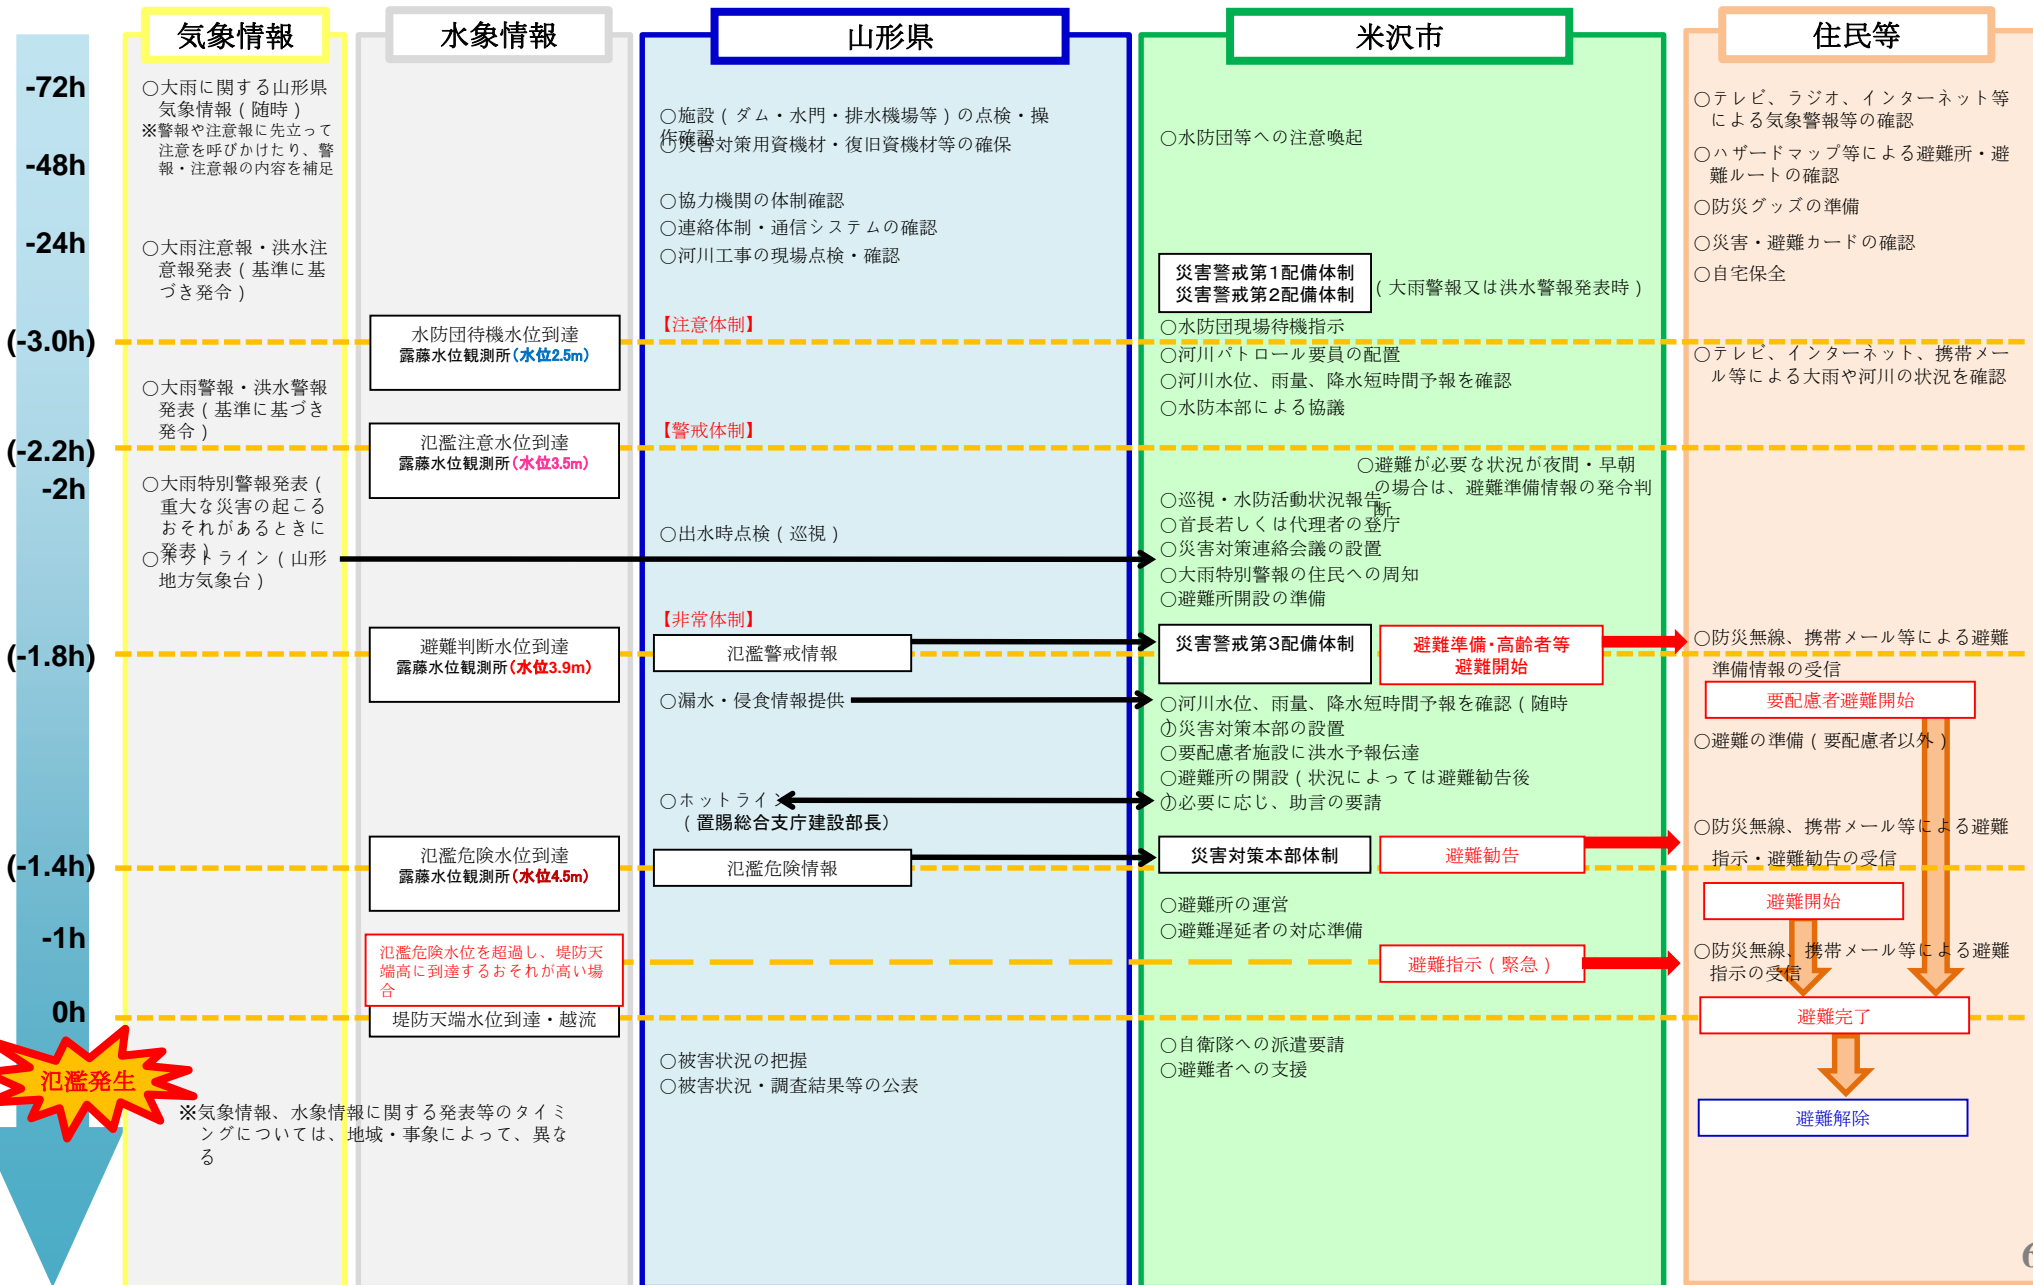 気象情報
水象情報
山形県
米沢市
住民等
-72h
-48h
-24h
(-3.0h)
(-2.2h)
-2h
(-1.8h)
(-1.4h)
-1h
0h
氾濫発生
○大雨に関する山形県
気象情報(随時)
※警報や注意報に先立って
注意を呼びかけたり、警
報・注意報の内容を補足
○大雨注意報・洪水注
意報発表(基準に基
づき発令)
○大雨警報・洪水警報
発表(基準に基づき
発令)
○大雨特別警報発表(
重大な災害の起こる
おそれがあるときに
発表)
○ホットライン(山形
地方気象台)
水防団待機水位到達
露藤水位観測所(水位2.5m)
氾濫注意水位到達
露藤水位観測所(水位3.5m)
避難判断水位到達
露藤水位観測所(水位3.9m)
氾濫危険水位到達
露藤水位観測所(水位4.5m)
氾濫危険水位を超過し、堤防天
端高に到達するおそれが高い場
合
堤防天端水位到達・越流
※気象情報、水象情報に関する発表等のタイミ
ングについては、地域・事象によって、異な
る
○施設(ダム・水門・排水機場等)の点検・操
作確認
○災害対策用資機材・復旧資機材等の確保
○協力機関の体制確認
○連絡体制・通信システムの確認
○河川工事の現場点検・確認
【注意体制】
【警戒体制】
○出水時点検(巡視)
【非常体制】
氾濫警戒情報
○漏水・侵食情報提供
○ホットライン
(置賜総合支庁建設部長)
氾濫危険情報
○被害状況の把握
○被害状況・調査結果等の公表
○水防団等への注意喚起
災害警戒第1配備体制
災害警戒第2配備体制
(大雨警報又は洪水警報発表時)
○水防団現場待機指示
○河川パトロール要員の配置
○河川水位、雨量、降水短時間予報を確認
○水防本部による協議
○避難が必要な状況が夜間・早朝
の場合は、避難準備情報の発令判
断
○巡視・水防活動状況報告
○首長若しくは代理者の登庁
○災害対策連絡会議の設置
○大雨特別警報の住民への周知
○避難所開設の準備
災害警戒第3配備体制
避難準備・高齢者等
避難開始
○河川水位、雨量、降水短時間予報を確認(随時
)
○災害対策本部の設置
○要配慮者施設に洪水予報伝達
○避難所の開設(状況によっては避難勧告後
)
○必要に応じ、助言の要請
災害対策本部体制
避難勧告
○避難所の運営
○避難遅延者の対応準備
避難指示(緊急)
○自衛隊への派遣要請
○避難者への支援
○テレビ、ラジオ、インターネット等
による気象警報等の確認
○ハザードマップ等による避難所・避
難ルートの確認
○防災グッズの準備
○災害・避難カードの確認
○自宅保全
○テレビ、インターネット、携帯メー
ル等による大雨や河川の状況を確認
○防災無線、携帯メール等による避難
準備情報の受信
要配慮者避難開始
○避難の準備(要配慮者以外)
○防災無線、携帯メール等による避難
指示・避難勧告の受信
避難開始
○防災無線、携帯メール等による避難
指示の受信
避難完了
避難解除
6